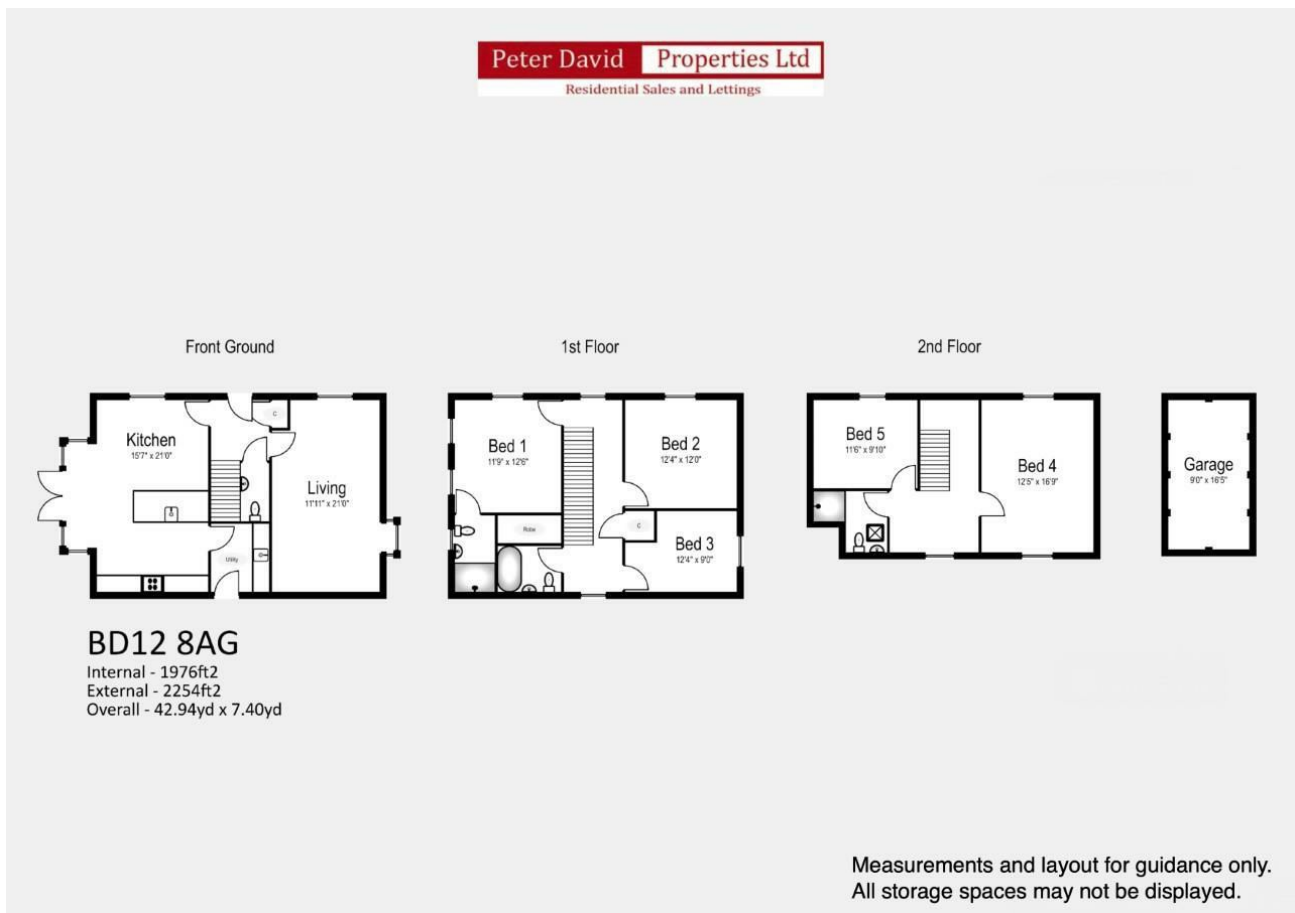 Peter David Properties Ltd
Residential Sales and Lettings
Front Ground
1st Floor
2nd Floor
Kitchen
15'7" x 21'0"
C
Living
11'11" x 21'0"
Utility
Bed 1
11'9" x 12'6"
Bed 2
12'4" x 12'0"
Robe
C
Bed 3
12'4" x 9'0"
Bed 5
11'6" x 9'10"
Bed 4
12'5" x 16'9"
Garage
9'0" x 16'5"
BD12 8AG
Internal - 1976ft2
External - 2254ft2
Overall - 42.94yd x 7.40yd
Measurements and layout for guidance only.
All storage spaces may not be displayed.